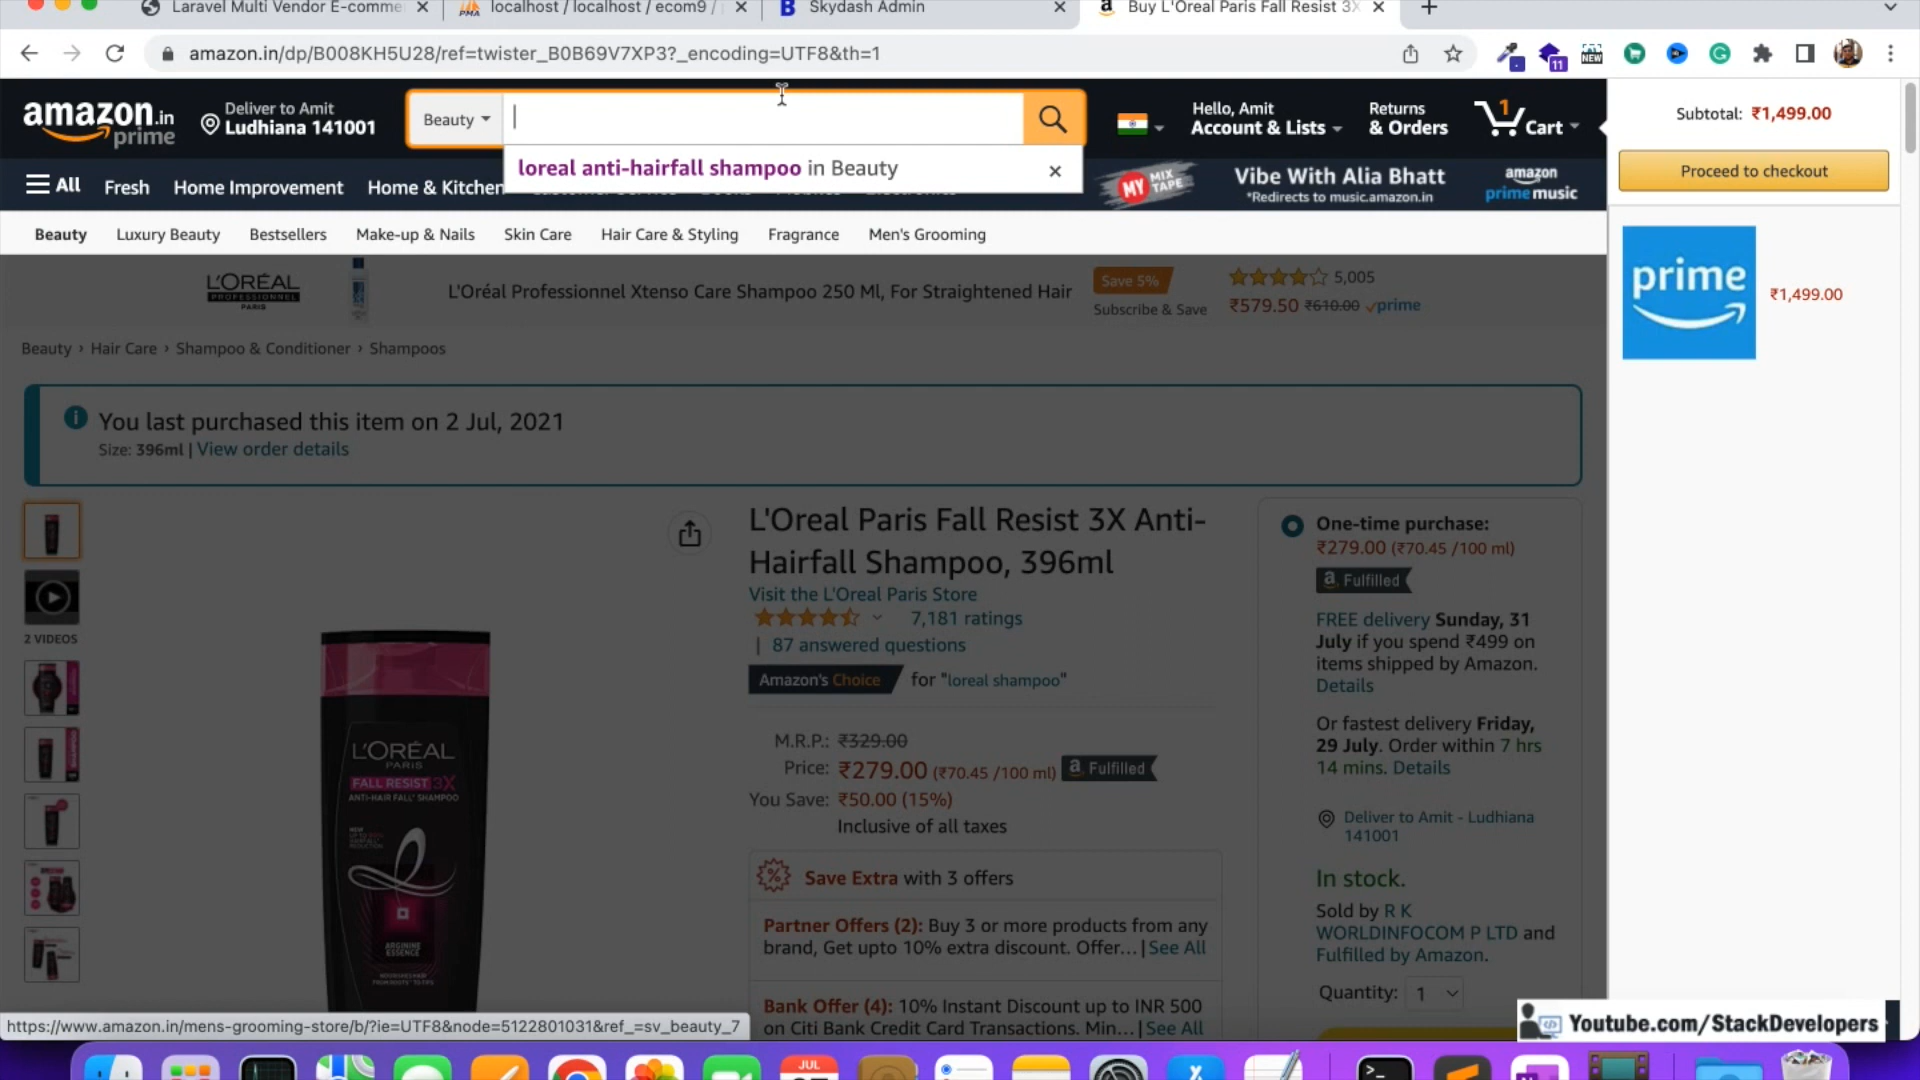 Laravel Multi Vendor E-comme
localhost / localhost / ecom9 /
Skydash Admin
Buy L'Oreal Paris Fall Resist 3X
amazon.in/dp/B008KH5U28/ref=twister_B0B69V7XP3?_encoding=UTF8&th=1
11
NEW
amazon.in
prime
Deliver to Amit
Ludhiana 141001
Beauty
Hello, Amit
Account & Lists
Returns
& Orders
1
Cart
Subtotal: ₹1,499.00
Proceed to checkout
loreal anti-hairfall shampoo in Beauty
All
Fresh
Home Improvement
Home & Kitchen
MY MIX TAPE
Vibe With Alia Bhatt
*Redirects to music.amazon.in
amazon
prime music
Beauty
Luxury Beauty
Bestsellers
Make-up & Nails
Skin Care
Hair Care & Styling
Fragrance
Men's Grooming
prime
₹1,499.00
L'ORÉAL
PROFESSIONNEL
PARIS
L'Oréal Professionnel Xtenso Care Shampoo 250 Ml, For Straightened Hair
Save 5%
Subscribe & Save
5,005
₹579.50 ₹610.00 prime
Beauty › Hair Care › Shampoo & Conditioner › Shampoos
You last purchased this item on 2 Jul, 2021
Size: 396ml | View order details
2 VIDEOS
L'ORÉAL
PARIS
FALL RESIST 3X
ANTI-HAIR FALL SHAMPOO
ARGININE
ESSENCE
L'Oreal Paris Fall Resist 3X Anti-
Hairfall Shampoo, 396ml
Visit the L'Oreal Paris Store
7,181 ratings
| 87 answered questions
Amazon's Choice for "loreal shampoo"
M.R.P.: ₹329.00
Price: ₹279.00 (₹70.45 /100 ml) a Fulfilled
You Save: ₹50.00 (15%)
Inclusive of all taxes
Save Extra with 3 offers
Partner Offers (2): Buy 3 or more products from any
brand, Get upto 10% extra discount. Offer... | See All
Bank Offer (4): 10% Instant Discount up to INR 500
on Citi Bank Credit Card Transactions. Min... | See All
One-time purchase:
₹279.00 (₹70.45 /100 ml)
a Fulfilled
FREE delivery Sunday, 31
July if you spend ₹499 on
items shipped by Amazon.
Details
Or fastest delivery Friday,
29 July. Order within 7 hrs
14 mins. Details
Deliver to Amit - Ludhiana
141001
In stock.
Sold by R K
WORLDINFOCOM P LTD and
Fulfilled by Amazon.
Quantity: 1
https://www.amazon.in/mens-grooming-store/b/?ie=UTF8&node=5122801031&ref_=sv_beauty_7
Youtube.com/StackDevelopers
JUL